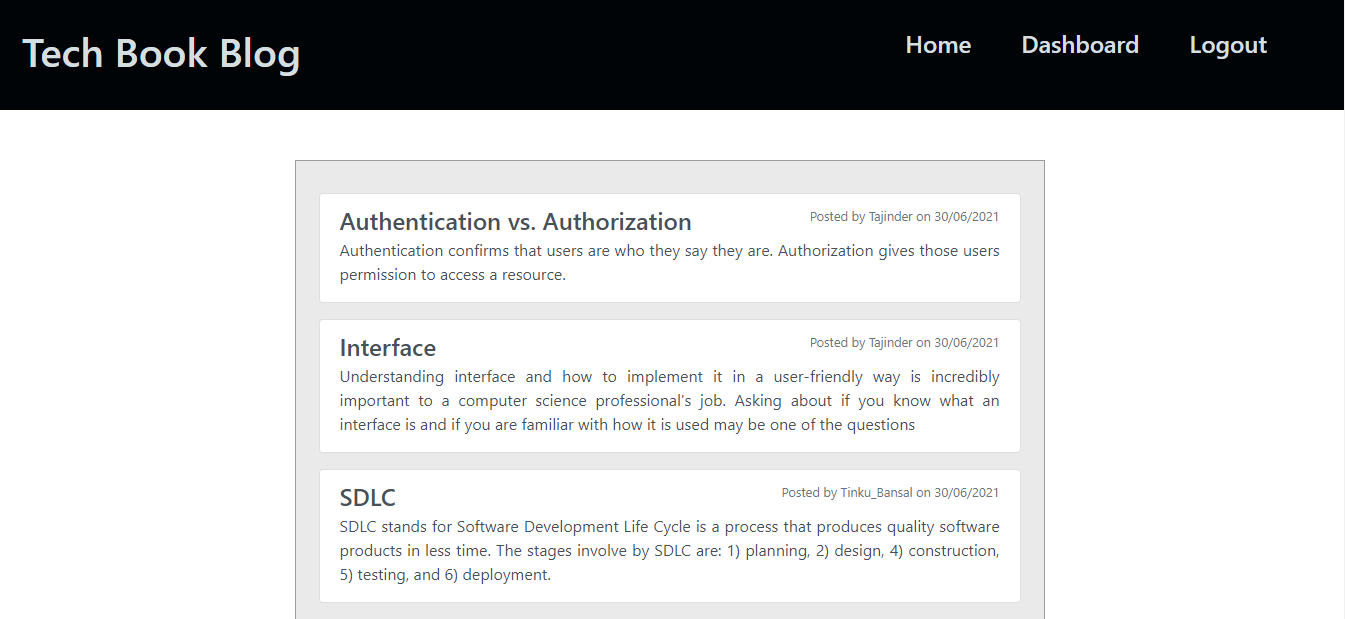 Tech Book Blog
Home Dashboard Logout
Authentication vs. Authorization
Posted by Tajinder on 30/06/2021
Authentication confirms that users are who they say they are. Authorization gives those users
permission to access a resource.
Interface
Posted by Tajinder on 30/06/2021
Understanding interface and how to implement it in a user-friendly way is incredibly
important to a computer science professional's job. Asking about if you know what an
interface is and if you are familiar with how it is used may be one of the questions
SDLC
Posted by Tinku_Bansal on 30/06/2021
SDLC stands for Software Development Life Cycle is a process that produces quality software
products in less time. The stages involve by SDLC are: 1) planning, 2) design, 4) construction,
5) testing, and 6) deployment.